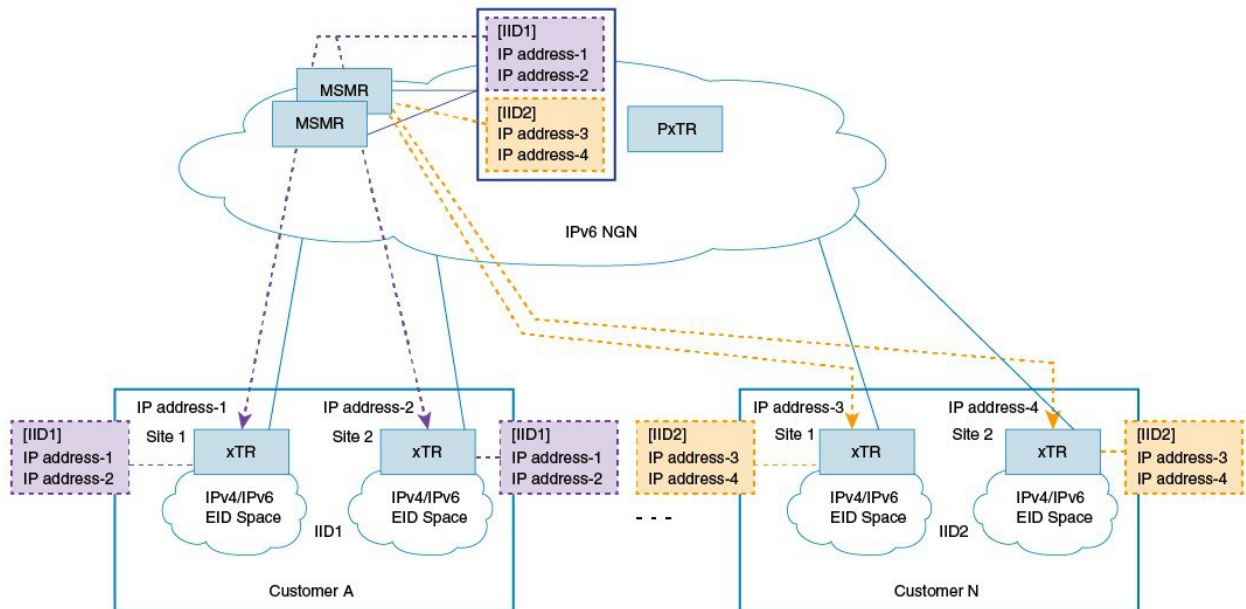 [IID1]
IP address-1
IP address-2
MSMR
MSMR
[IID2]
IP address-3
IP address-4
PxTR
IPv6 NGN
IP address-1
IP address-2
IP address-3
IP address-4
[IID1]
IP address-1
IP address-2
Site 1
xTR
Site 2
xTR
[IID1]
IP address-1
IP address-2
[IID2]
IP address-3
IP address-4
Site 1
xTR
Site 2
xTR
[IID2]
IP address-3
IP address-4
IPv4/IPv6
EID Space
IPv4/IPv6
EID Space
IID1
- - -
IPv4/IPv6
EID Space
IPv4/IPv6
EID Space
IID2
Customer A
Customer N